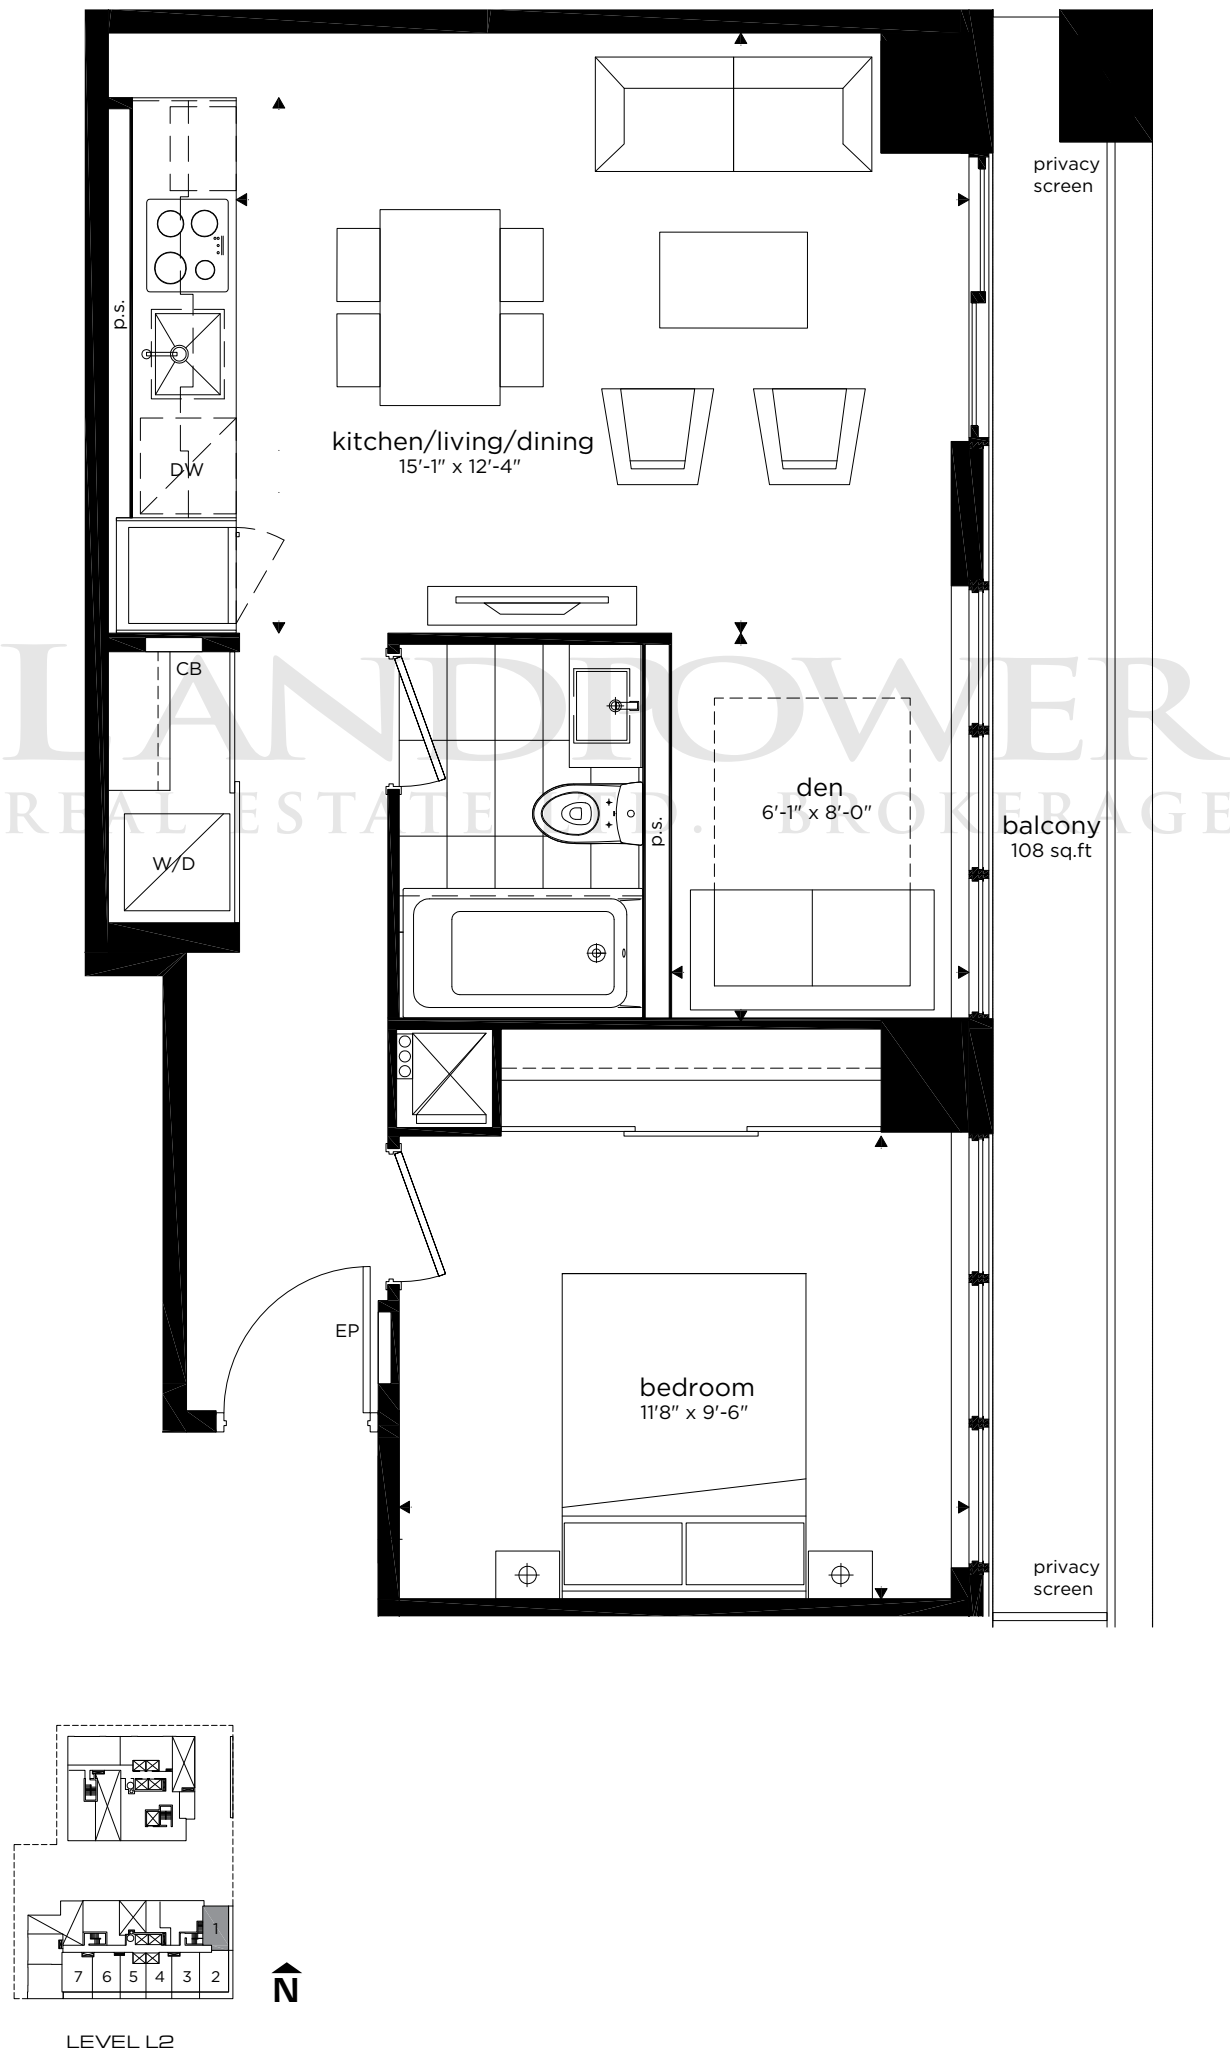 privacy
screen
p.s.
kitchen/living/dining
15'-1" x 12'-4"
DW
CB
LANDPOWER
REAL ESTATE LTD. BROKERAGE
den
6'-1" x 8'-0"
p.s.
balcony
108 sq.ft
W/D
EP
bedroom
11'8" x 9'-6"
privacy
screen
1
7 6 5 4 3 2
N
LEVEL L2